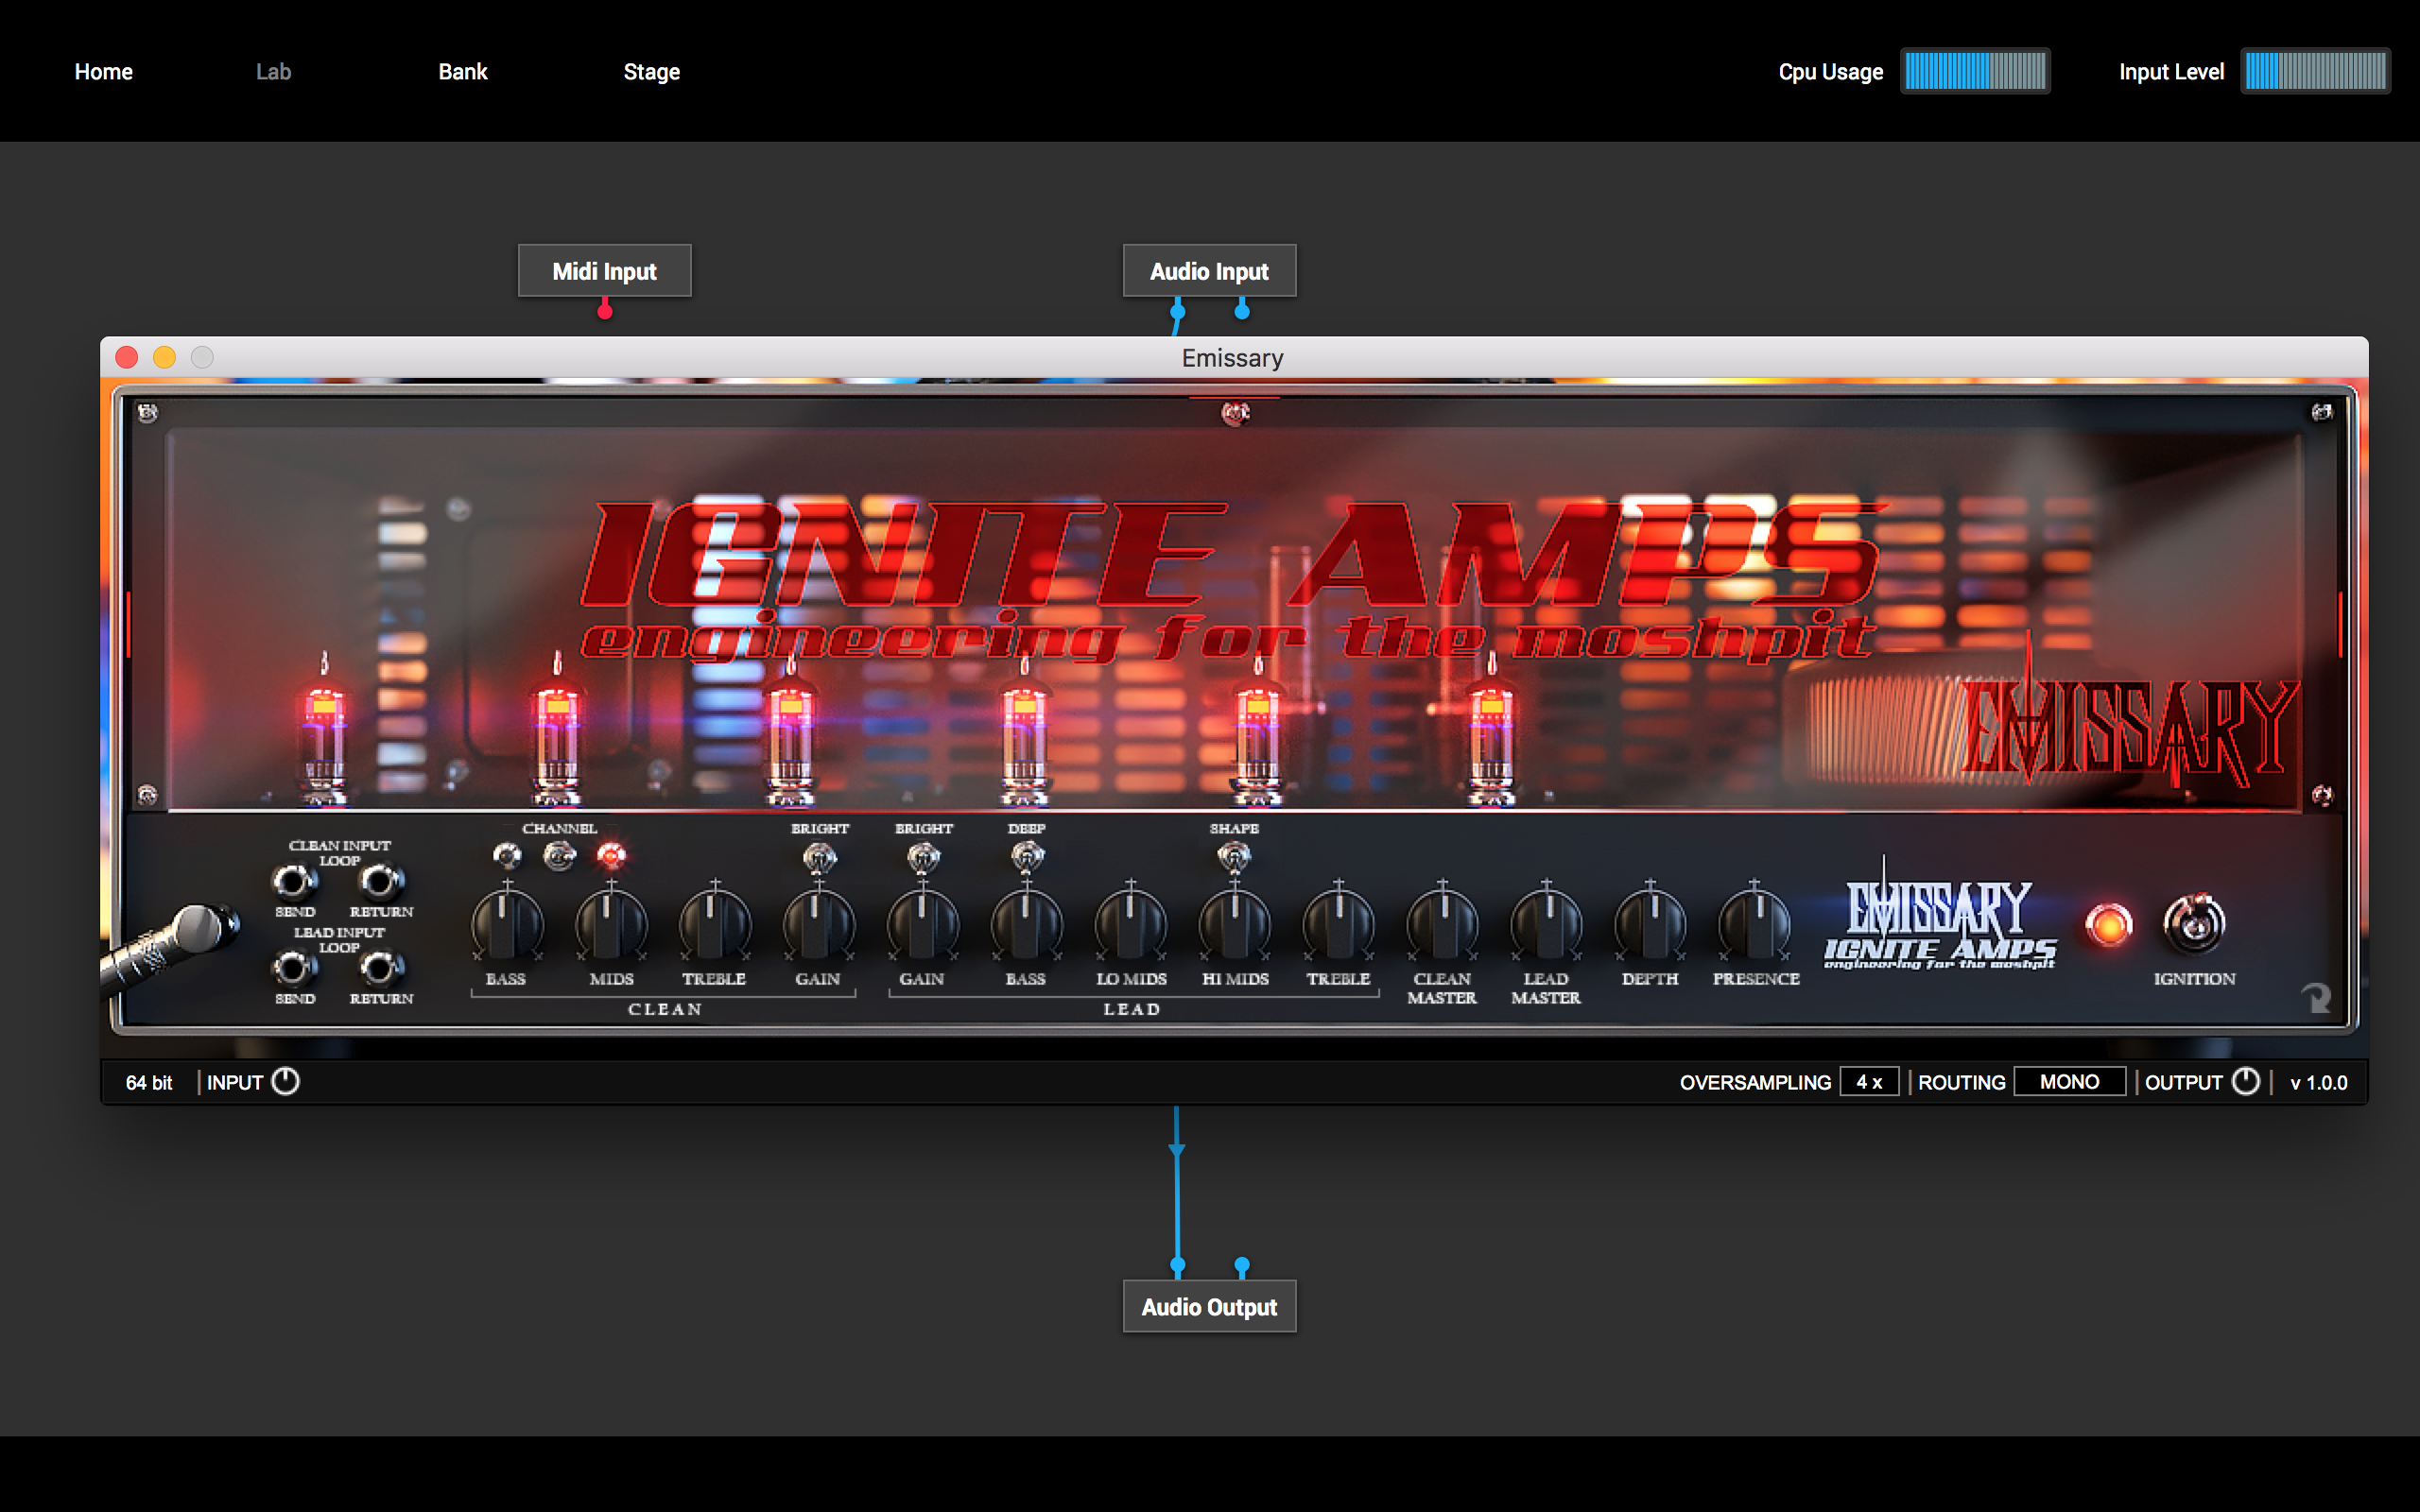 Home Lab Bank Stage Cpu Usage Input Level
Midi Input Audio Input
Emissary
IGNITE AMPS
engineering for the moshpit
EMISSARY
CHANNEL BRIGHT BRIGHT DEEP SHAPE
CLEAN INPUT
LOOP
SEND RETURN
LEAD INPUT
LOOP
SEND RETURN
BASS MIDS TREBLE GAIN GAIN BASS LO MIDS HI MIDS TREBLE CLEAN MASTER LEAD MASTER DEPTH PRESENCE
CLEAN LEAD
EMISSARY
IGNITE AMPS
engineering for the moshpit
IGNITION
64 bit | INPUT OVERSAMPLING 4 x | ROUTING MONO | OUTPUT | v 1.0.0
Audio Output